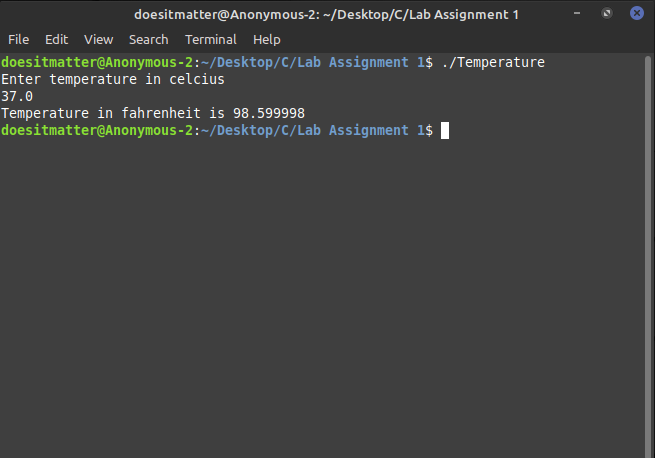 doesitmatter@Anonymous-2: ~/Desktop/C/Lab Assignment 1
File Edit View Search Terminal Help
doesitmatter@Anonymous-2:~/Desktop/C/Lab Assignment 1$ ./Temperature
Enter temperature in celcius
37.0
Temperature in fahrenheit is 98.599998
doesitmatter@Anonymous-2:~/Desktop/C/Lab Assignment 1$